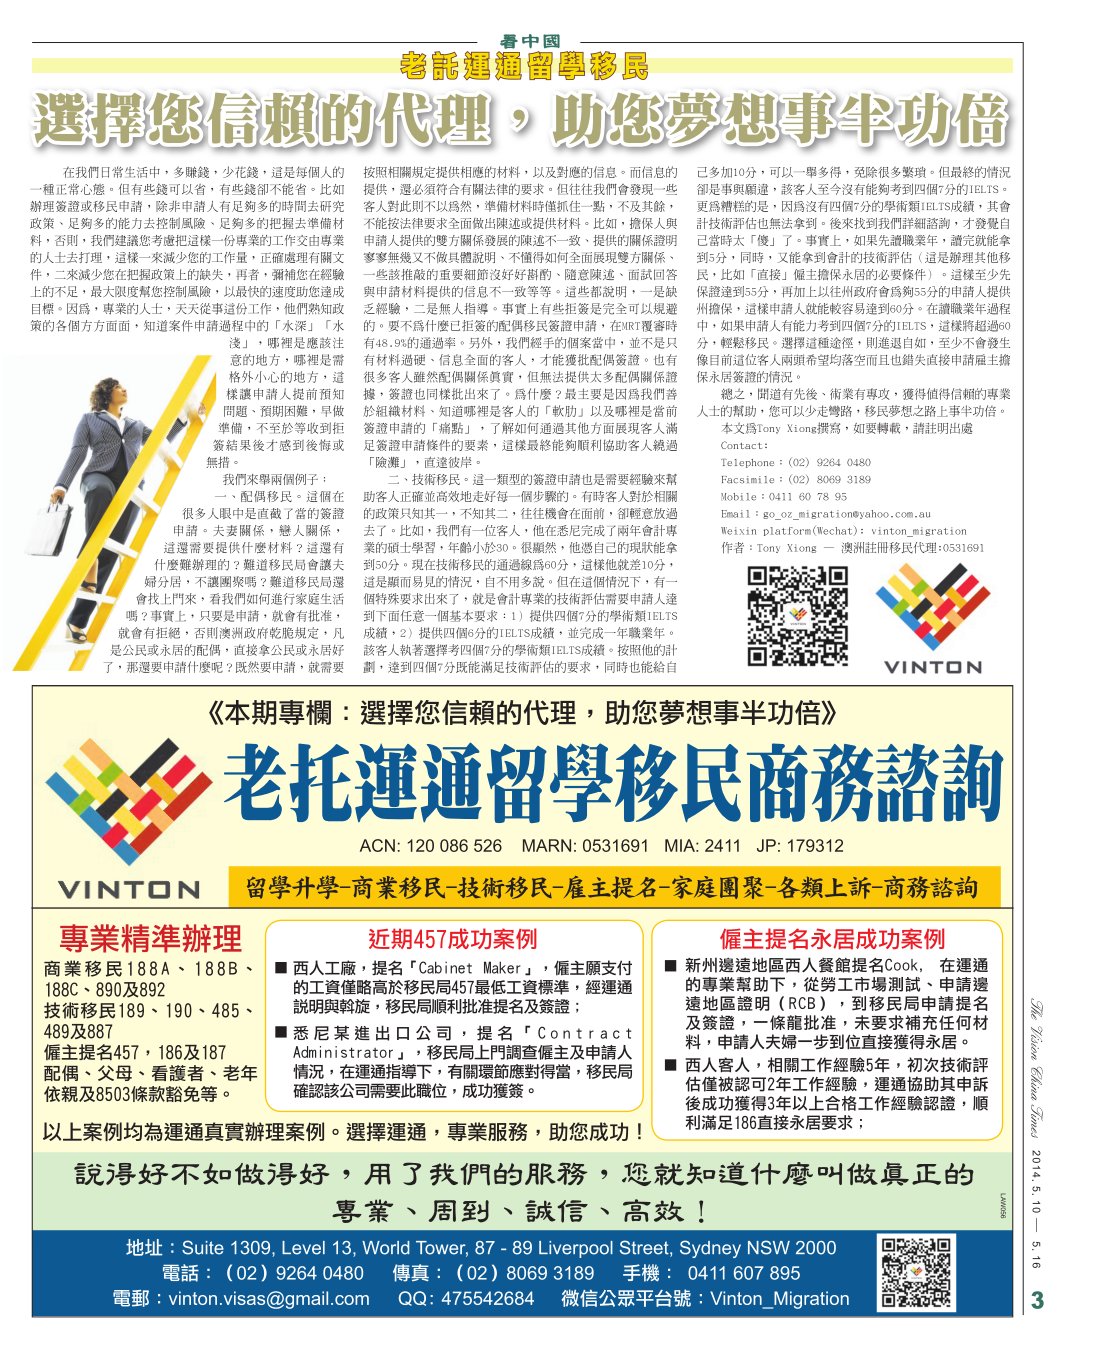 看中國
老託運通留學移民
選擇您信賴的代理，助您夢想事半功倍
在我們日常生活中，多賺錢，少花錢，這是每個人的
一種正常心態。但有些錢可以省，有些錢卻不能省。比如
辦理簽證或移民申請，除非申請人有足夠多的時間去研究
政策、足夠多的能力去控制風險、足夠多的把握去準備材
料，否則，我們建議您考慮把這樣一份專業的工作交由專業
的人士去打理，這樣一來減少您的工作量，正確處理有關文
件，二來減少您在把握政策上的缺失，再者，彌補您在經驗
上的不足，最大限度幫您控制風險，以最快的速度助您達成
目標。因爲，專業的人士，天天從事這份工作，他們熟知政
策的各個方方面面，知道案件申請過程中的「水深」「水
淺」，哪裡是應該注
意的地方，哪裡是需
格外小心的地方，這
樣讓申請人提前預知
問題、預期困難，早做
準備，不至於等收到拒
簽結果後才感到後悔或
無措。
我們來舉兩個例子：
一、配偶移民。這個在
很多人眼中是直截了當的簽證
申請。夫妻關係，戀人關係，
這還需要提供什麼材料？這還有
什麼難辦理的？難道移民局會讓夫
婦分居，不讓團聚嗎？難道移民局還
會找上門來，看我們如何進行家庭生活
嗎？事實上，只要是申請，就會有批准，
就會有拒絕，否則澳洲政府乾脆規定，凡
是公民或永居的配偶，直接拿公民或永居好
了，那還要申請什麼呢？既然要申請，就需要
按照相關規定提供相應的材料，以及對應的信息。而信息的
提供，還必須符合有關法律的要求。但往往我們會發現一些
客人對此則不以爲然，準備材料時僅抓住一點，不及其餘，
不能按法律要求全面做出陳述或提供材料。比如，擔保人與
申請人提供的雙方關係發展的陳述不一致、提供的關係證明
寥寥無幾又不做具體說明、不懂得如何全面展現雙方關係、
一些該推敲的重要細節沒好好斟酌、隨意陳述、面試回答
與申請材料提供的信息不一致等等。這些都說明，一是缺
乏經驗，二是無人指導。事實上有些拒簽是完全可以規避
的。要不爲什麼已拒簽的配偶移民簽證申請，在MRT覆審時
有48.9%的通過率。另外，我們經手的個案當中，並不是只
有材料過硬、信息全面的客人，才能獲批配偶簽證。也有
很多客人雖然配偶關係真實，但無法提供太多配偶關係證
據，簽證也同樣批出來了。爲什麼？最主要是因爲我們善
於組織材料、知道哪裡是客人的「軟肋」以及哪裡是當前
簽證申請的「痛點」，了解如何通過其他方面展現客人滿
足簽證申請條件的要素，這樣最終能夠順利協助客人繞過
「險灘」，直達彼岸。
二、技術移民。這一類型的簽證申請也是需要經驗來幫
助客人正確並高效地走好每一個步驟的。有時客人對於相關
的政策只知其一，不知其二，往往機會在面前，卻輕意放過
去了。比如，我們有一位客人，他在悉尼完成了兩年會計專
業的碩士學習，年齡小於30。很顯然，他憑自己的現狀能拿
到50分。現在技術移民的通過線爲60分，這樣他就差10分，
這是顯而易見的情況，自不用多說。但在這個情況下，有一
個特殊要求出來了，就是會計專業的技術評估需要申請人達
到下面任意一個基本要求：1）提供四個7分的學術類IELTS
成績，2）提供四個6分的IELTS成績，並完成一年職業年。
該客人執著選擇考四個7分的學術類IELTS成績。按照他的計
劃，達到四個7分既能滿足技術評估的要求，同時也能給自
己多加10分，可以一舉多得，免除很多繁瑣。但最終的情況
卻是事與願違，該客人至今沒有能夠考到四個7分的IELTS。
更爲糟糕的是，因爲沒有四個7分的學術類IELTS成績，其會
計技術評估也無法拿到。後來找到我們詳細諮詢，才發覺自
己當時太「傻」了。事實上，如果先讀職業年，讀完就能拿
到5分，同時，又能拿到會計的技術評估（這是辦理其他移
民，比如「直接」僱主擔保永居的必要條件）。這樣至少先
保證達到55分，再加上以往州政府會爲夠55分的申請人提供
州擔保，這樣申請人就能較容易達到60分。在讀職業年過程
中，如果申請人有能力考到四個7分的IELTS，這樣將超過60
分，輕鬆移民。選擇這種途徑，則進退自如，至少不會發生
像目前這位客人兩頭希望均落空而且也錯失直接申請雇主擔
保永居簽證的情況。
總之，聞道有先後、術業有專攻，獲得值得信賴的專業
人士的幫助，您可以少走彎路，移民夢想之路上事半功倍。
本文爲Tony Xiong撰寫，如要轉載，請註明出處
Contact:
Telephone：(02) 9264 0480
Facsimile：(02) 8069 3189
Mobile：0411 60 78 95
Email：go_oz_migration@yahoo.com.au
Weixin platform(Wechat): vinton_migration
作者：Tony Xiong — 澳洲註冊移民代理:0531691
VINTON
VINTON
《本期專欄：選擇您信賴的代理，助您夢想事半功倍》
老托運通留學移民商務諮詢
ACN: 120 086 526 MARN: 0531691 MIA: 2411 JP: 179312
VINTON
留學升學-商業移民-技術移民-雇主提名-家庭團聚-各類上訴-商務諮詢
專業精準辦理
商業移民188A、188B、
188C、890及892
技術移民189、190、485、
489及887
僱主提名457，186及187
配偶、父母、看護者、老年
依親及8503條款豁免等。
近期457成功案例
■ 西人工廠，提名「Cabinet Maker」，僱主願支付
的工資僅略高於移民局457最低工資標準，經運通
說明與斡旋，移民局順利批准提名及簽證；
■ 悉尼某進出口公司，提名「Contract
Administrator」，移民局上門調查僱主及申請人
情況，在運通指導下，有關環節應對得當，移民局
確認該公司需要此職位，成功獲簽。
僱主提名永居成功案例
■ 新州邊遠地區西人餐館提名Cook, 在運通
的專業幫助下，從勞工市場測試、申請邊
遠地區證明（RCB），到移民局申請提名
及簽證，一條龍批准，未要求補充任何材
料，申請人夫婦一步到位直接獲得永居。
■ 西人客人，相關工作經驗5年，初次技術評
估僅被認可2年工作經驗，運通協助其申訴
後成功獲得3年以上合格工作經驗認證，順
利滿足186直接永居要求；
以上案例均為運通真實辦理案例。選擇運通，專業服務，助您成功！
說得好不如做得好，用了我們的服務，您就知道什麼叫做真正的
專業、周到、誠信、高效！
LAW056
地址：Suite 1309, Level 13, World Tower, 87 - 89 Liverpool Street, Sydney NSW 2000
電話：（02）9264 0480 傳真：（02）8069 3189 手機： 0411 607 895
電郵：vinton.visas@gmail.com QQ: 475542684 微信公眾平台號：Vinton_Migration
The Vision China Times 2014.5.10 — 5.16
3